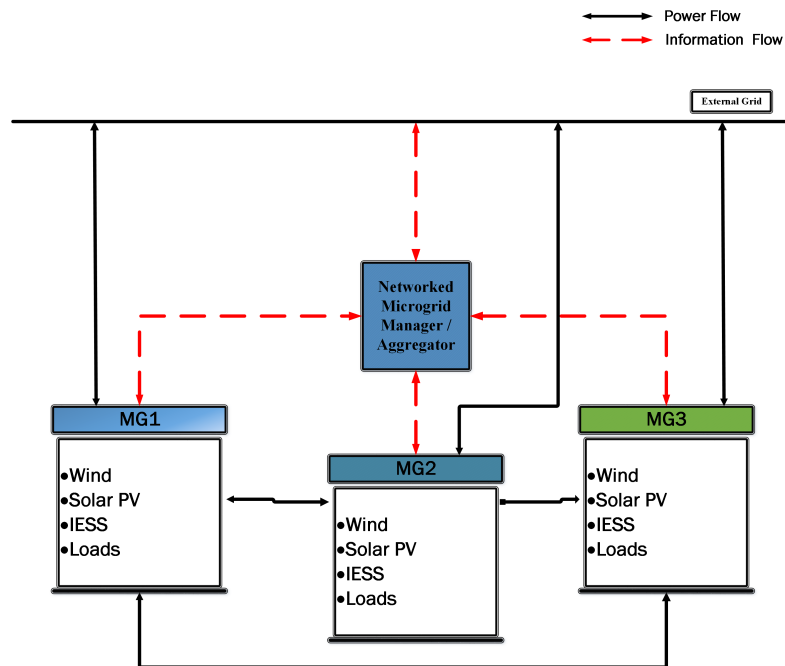 Power Flow
Information Flow
External Grid
Networked
Microgrid
Manager /
Aggregator
MG1
•Wind
•Solar PV
•IESS
•Loads
MG2
•Wind
•Solar PV
•IESS
•Loads
MG3
•Wind
•Solar PV
•IESS
•Loads